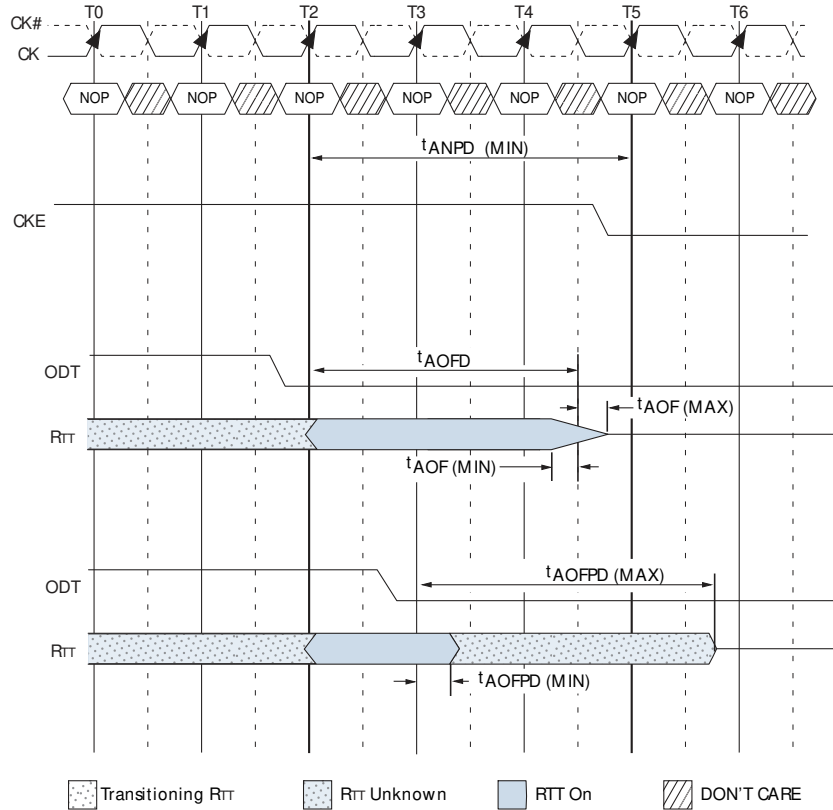 T0 T1 T2 T3 T4 T5 T6
CK#
CK
NOP NOP NOP NOP NOP NOP NOP
tANPD (MIN)
CKE
tAOFD
ODT
tAOF (MAX)
RTT
tAOF (MIN)
tAOFPD (MAX)
ODT
RTT
tAOFPD (MIN)
Transitioning RTT RTT Unknown RTT On DON'T CARE